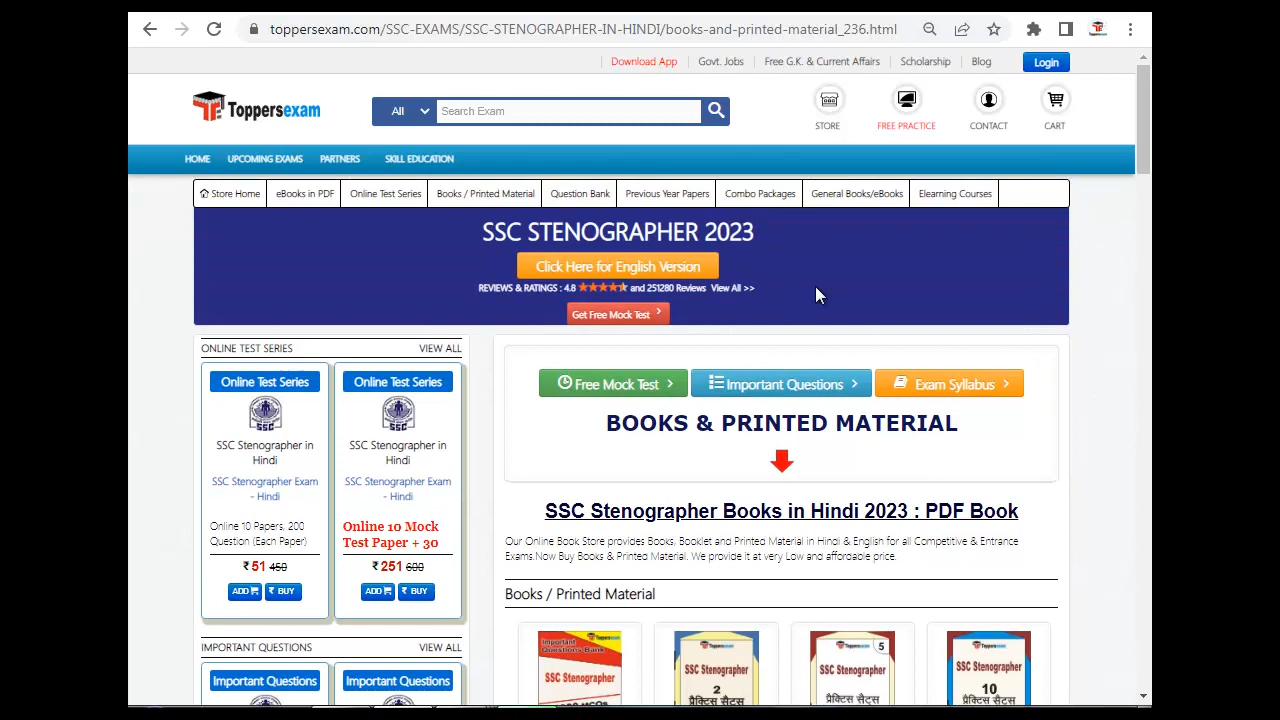 toppersexam.com/SSC-EXAMS/SSC-STENOGRAPHER-IN-HINDI/books-and-printed-material_236.html
Download App Govt. Jobs Free G.K. & Current Affairs Scholarship Blog Login
Toppersexam
All Search Exam
STORE FREE PRACTICE CONTACT CART
HOME UPCOMING EXAMS PARTNERS SKILL EDUCATION
Store Home eBooks in PDF Online Test Series Books / Printed Material Question Bank Previous Year Papers Combo Packages General Books/eBooks Elearning Courses
SSC STENOGRAPHER 2023
Click Here for English Version
REVIEWS & RATINGS : 4.8 and 251280 Reviews View All >>
Get Free Mock Test
ONLINE TEST SERIES VIEW ALL
Online Test Series
SSC Stenographer in
Hindi
SSC Stenographer Exam
- Hindi
Online 10 Papers, 200
Question (Each Paper)
₹ 51 450
ADD ₹ BUY
Online Test Series
SSC Stenographer in
Hindi
SSC Stenographer Exam
- Hindi
Online 10 Mock
Test Paper + 30
₹ 251 600
ADD ₹ BUY
IMPORTANT QUESTIONS VIEW ALL
Important Questions
Important Questions
Free Mock Test Important Questions Exam Syllabus
BOOKS & PRINTED MATERIAL
SSC Stenographer Books in Hindi 2023 : PDF Book
Our Online Book Store provides Books, Booklet and Printed Material in Hindi & English for all Competitive & Entrance
Exams.Now Buy Books & Printed Material. We provide it at very Low and affordable price.
Books / Printed Material
Important
Questions Bank
Toppersexam
SSC Stenographer
Toppersexam
SSC Stenographer
2
प्रैक्टिस सैट्स
Toppersexam
5
SSC Stenographer
प्रैक्टिस सैट्स
Toppersexam
SSC Stenographer
10
प्रैक्टिस सैट्स